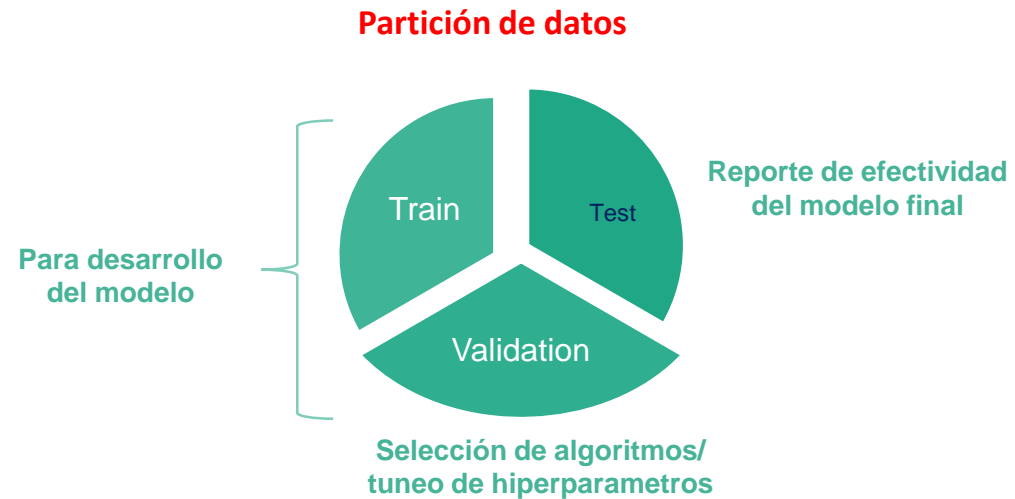 Partición de datos
Train
Test
Reporte de efectividad
del modelo final
Para desarrollo
del modelo
Validation
Selección de algoritmos/
tuneo de hiperparametros